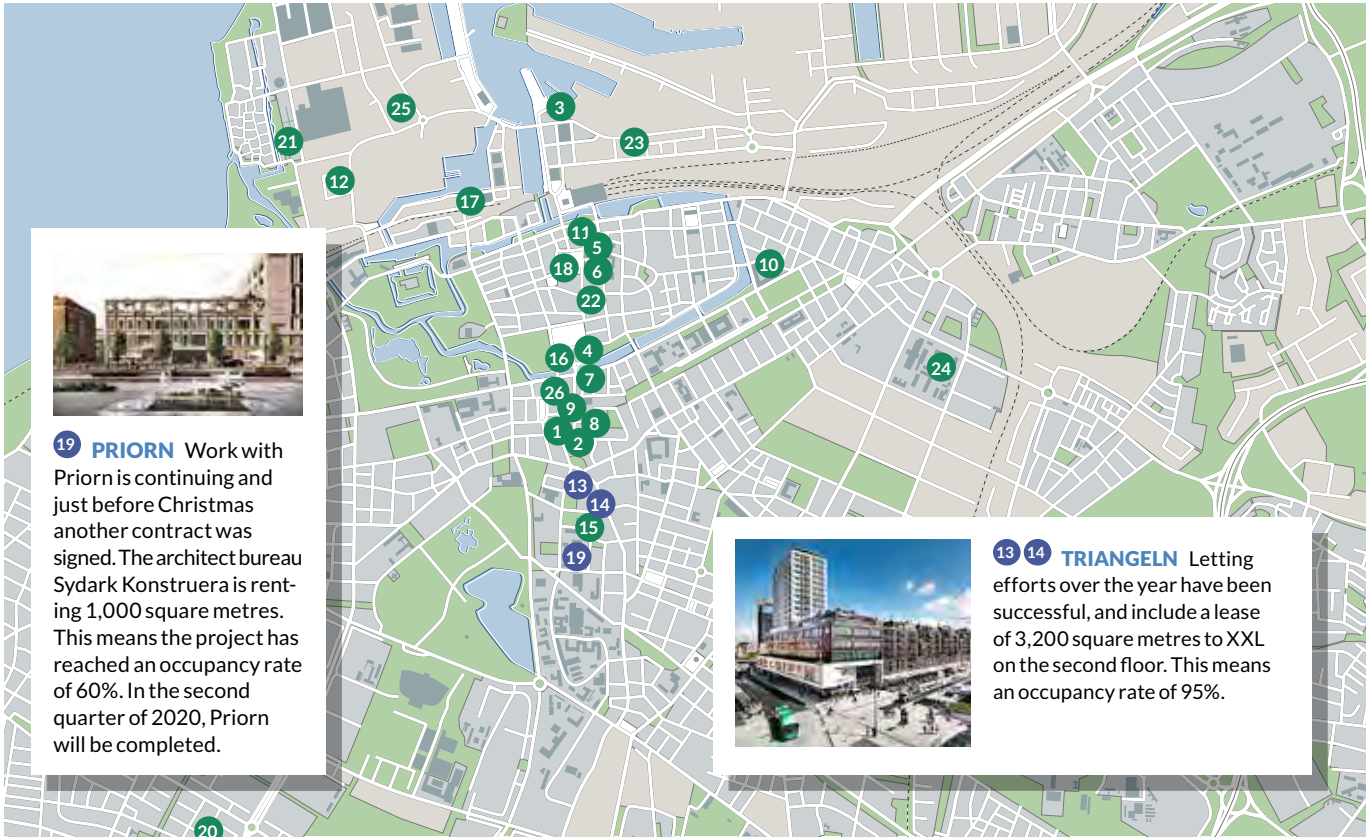 25
3
21
23
12
17
11
5
18
6
10
22
4
16
7
24
26
9
8
1
2
13
14
15
19
20
19 PRIORN Work with
Priorn is continuing and
just before Christmas
another contract was
signed. The architect bureau
Sydark Konstruera is rent-
ing 1,000 square metres.
This means the project has
reached an occupancy rate
of 60%. In the second
quarter of 2020, Priorn
will be completed.
13 14 TRIANGELN Letting
efforts over the year have been
successful, and include a lease
of 3,200 square metres to XXL
on the second floor. This means
an occupancy rate of 95%.